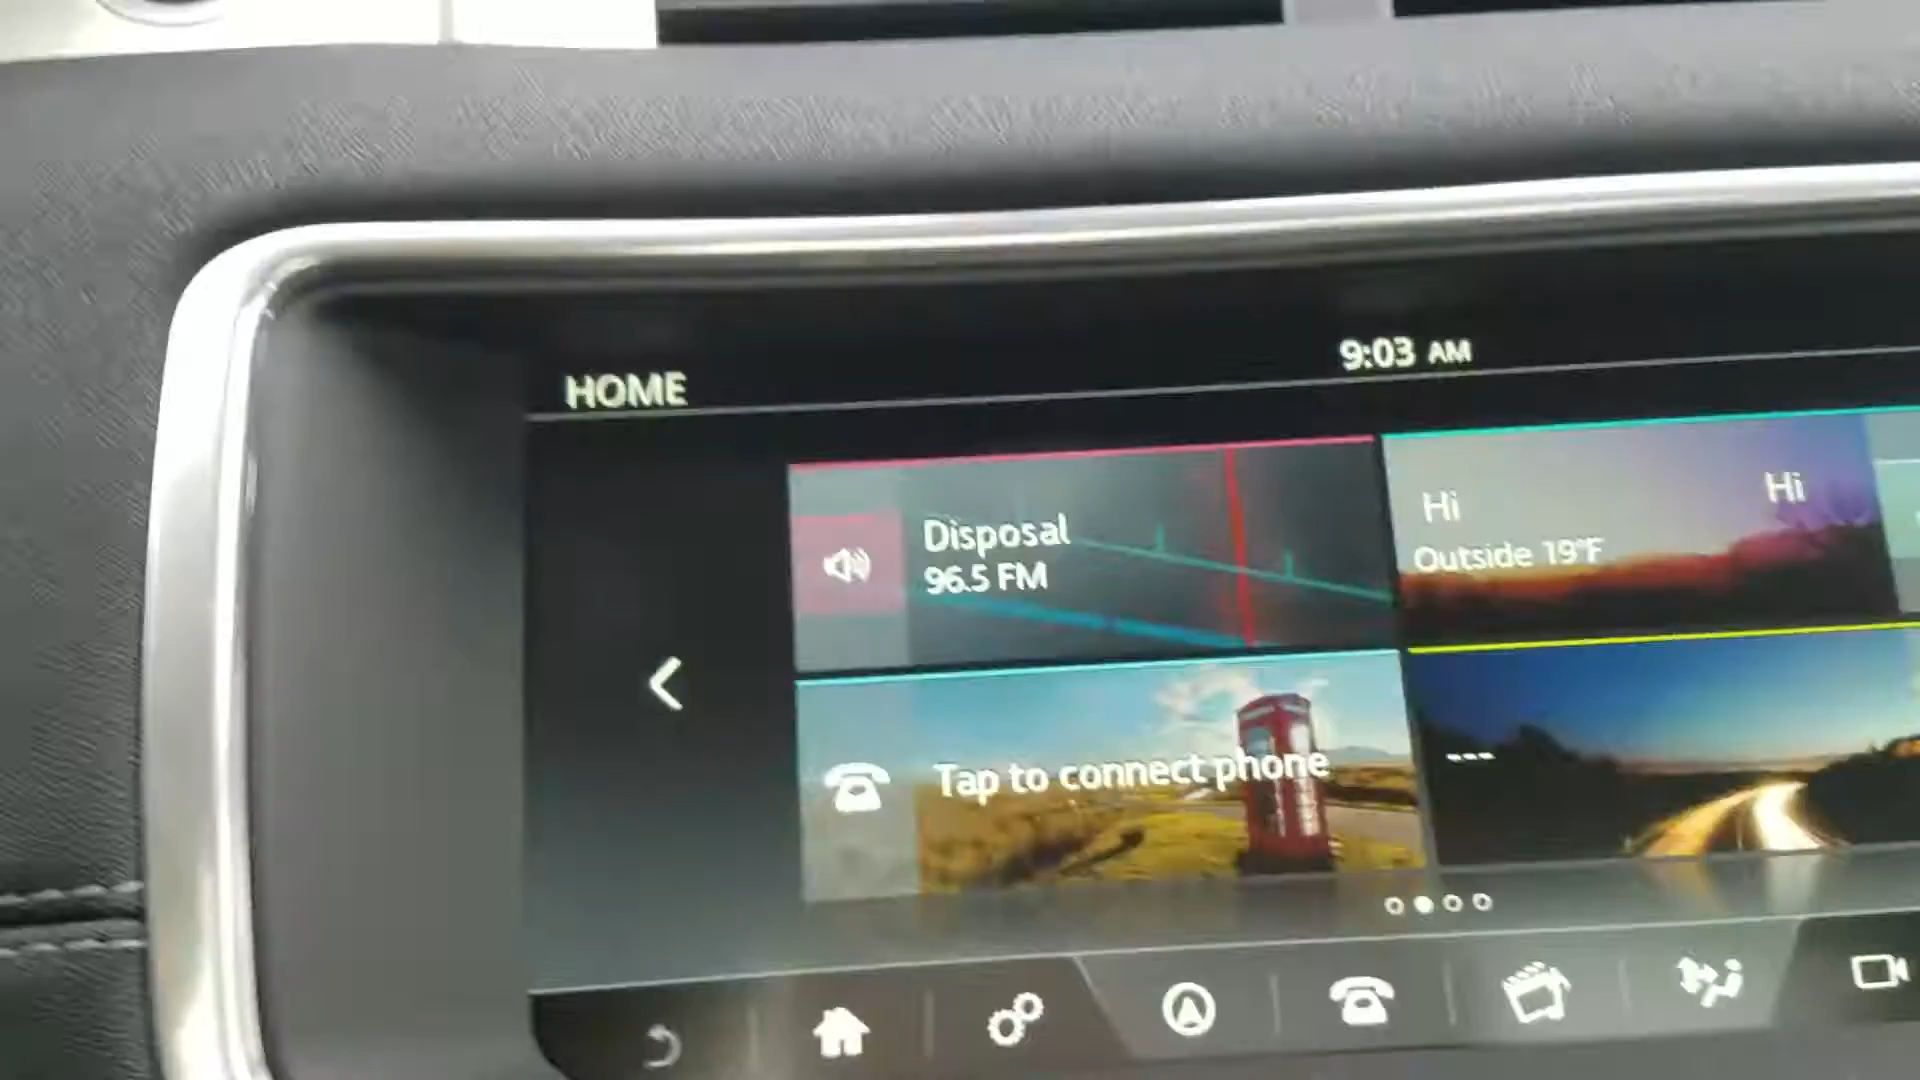 HOME
9:03 AM
Disposal
96.5 FM
Hi
Hi
Outside 19°F
Tap to connect phone
---